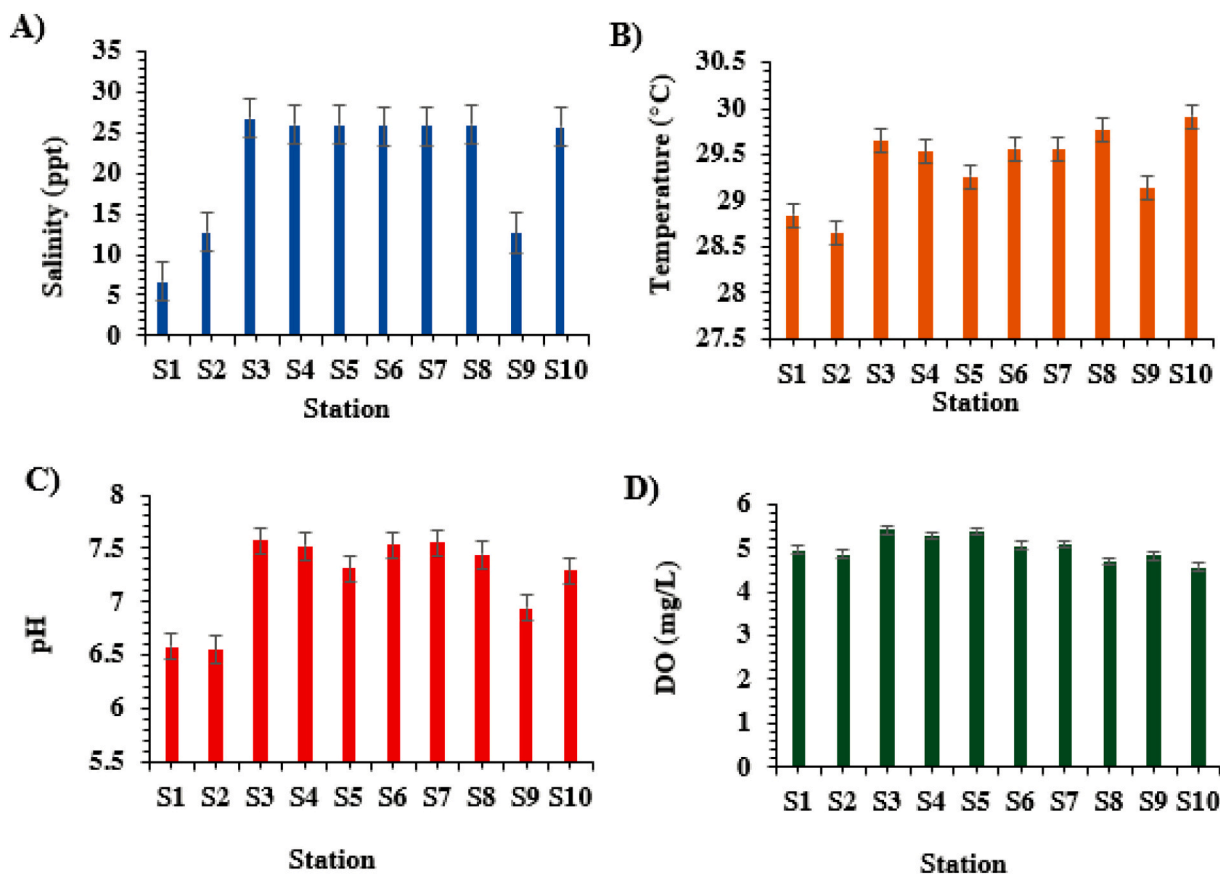 A)
35
30
25
20
15
10
5
0
Salinity (ppt)
S1 S2 S3 S4 S5 S6 S7 S8 S9 S10
Station
B)
30.5
30
29.5
29
28.5
28
27.5
Temperature (°C)
S1 S2 S3 S4 S5 S6 S7 S8 S9 S10
Station
C)
8
7.5
7
6.5
6
5.5
pH
S1 S2 S3 S4 S5 S6 S7 S8 S9 S10
Station
D)
6
5
4
3
2
1
0
DO (mg/L)
S1 S2 S3 S4 S5 S6 S7 S8 S9 S10
Station